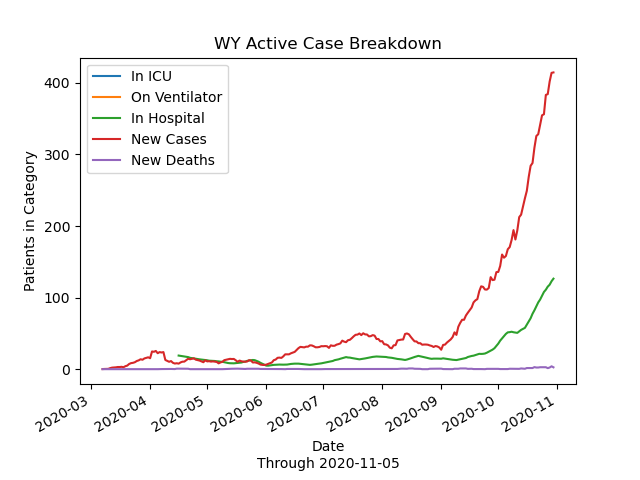 WY Active Case Breakdown
In ICU
On Ventilator
In Hospital
New Cases
New Deaths
Patients in Category
400
300
200
100
0
2020-03
2020-04
2020-05
2020-06
2020-07
2020-08
2020-09
2020-10
2020-11
Date
Through 2020-11-05